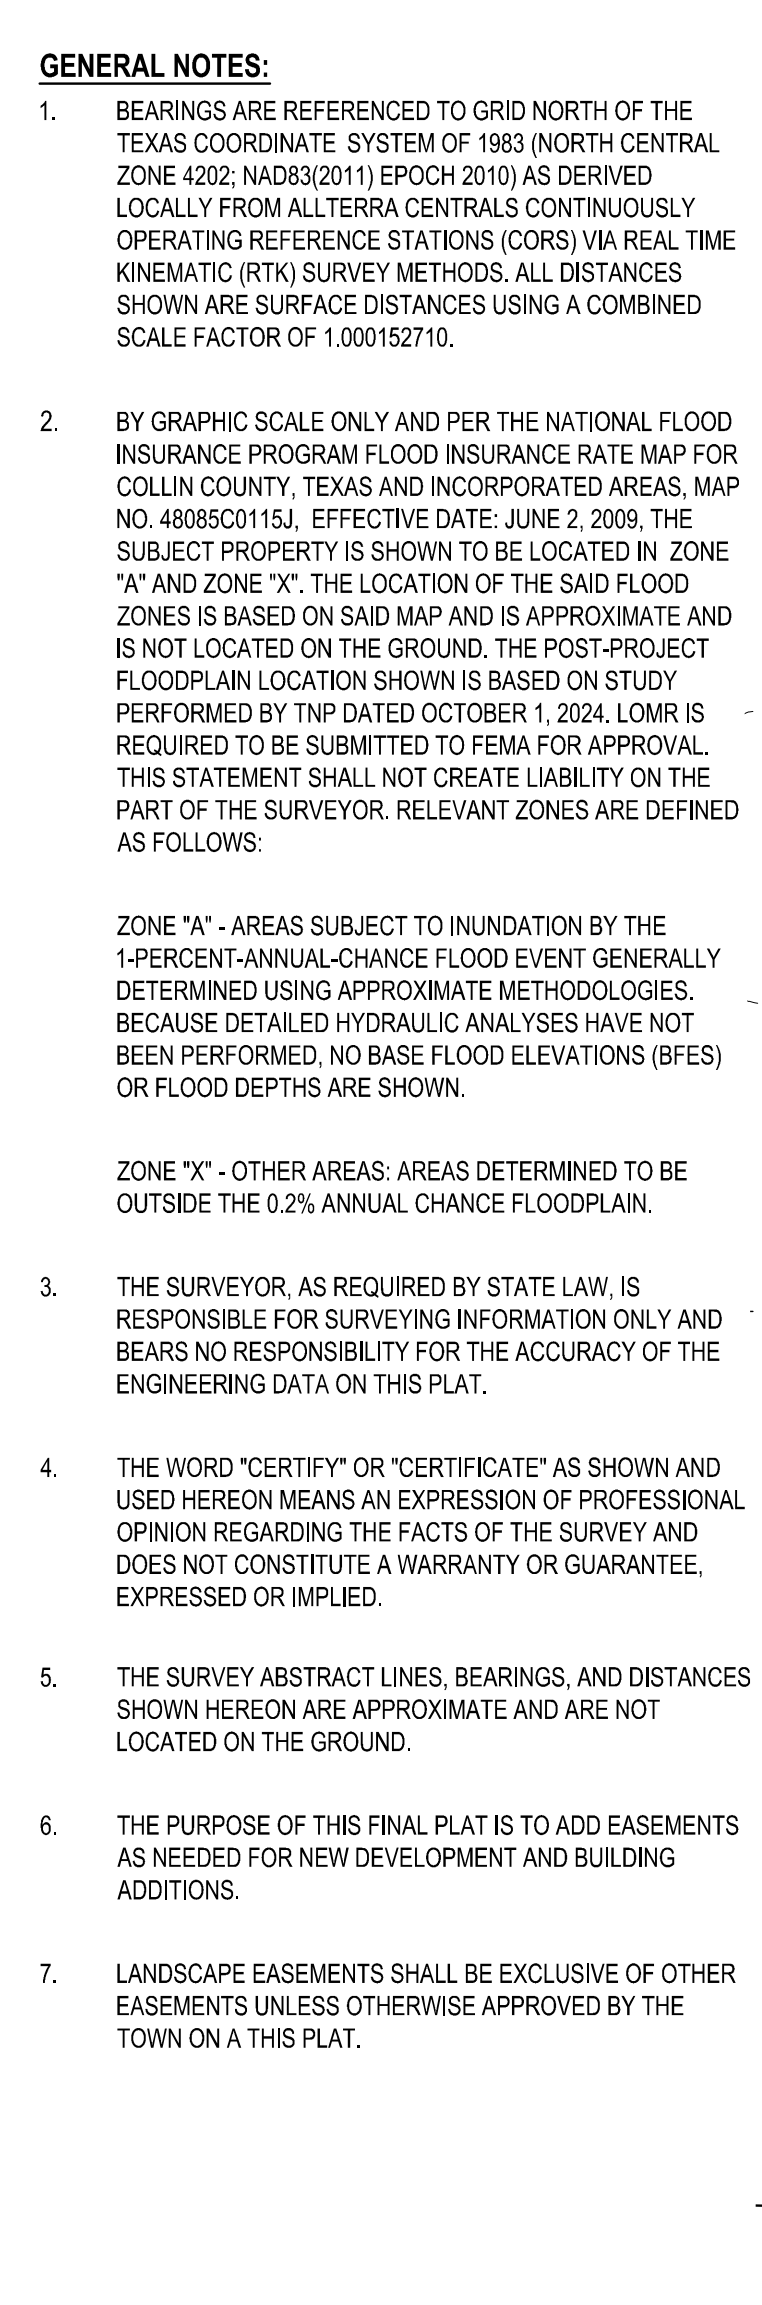 GENERAL NOTES:
1. BEARINGS ARE REFERENCED TO GRID NORTH OF THE
TEXAS COORDINATE SYSTEM OF 1983 (NORTH CENTRAL
ZONE 4202; NAD83(2011) EPOCH 2010) AS DERIVED
LOCALLY FROM ALLTERRA CENTRALS CONTINUOUSLY
OPERATING REFERENCE STATIONS (CORS) VIA REAL TIME
KINEMATIC (RTK) SURVEY METHODS. ALL DISTANCES
SHOWN ARE SURFACE DISTANCES USING A COMBINED
SCALE FACTOR OF 1.000152710.
2. BY GRAPHIC SCALE ONLY AND PER THE NATIONAL FLOOD
INSURANCE PROGRAM FLOOD INSURANCE RATE MAP FOR
COLLIN COUNTY, TEXAS AND INCORPORATED AREAS, MAP
NO. 48085C0115J, EFFECTIVE DATE: JUNE 2, 2009, THE
SUBJECT PROPERTY IS SHOWN TO BE LOCATED IN ZONE
"A" AND ZONE "X". THE LOCATION OF THE SAID FLOOD
ZONES IS BASED ON SAID MAP AND IS APPROXIMATE AND
IS NOT LOCATED ON THE GROUND. THE POST-PROJECT
FLOODPLAIN LOCATION SHOWN IS BASED ON STUDY
PERFORMED BY TNP DATED OCTOBER 1, 2024. LOMR IS
REQUIRED TO BE SUBMITTED TO FEMA FOR APPROVAL.
THIS STATEMENT SHALL NOT CREATE LIABILITY ON THE
PART OF THE SURVEYOR. RELEVANT ZONES ARE DEFINED
AS FOLLOWS:
ZONE "A" - AREAS SUBJECT TO INUNDATION BY THE
1-PERCENT-ANNUAL-CHANCE FLOOD EVENT GENERALLY
DETERMINED USING APPROXIMATE METHODOLOGIES.
BECAUSE DETAILED HYDRAULIC ANALYSES HAVE NOT
BEEN PERFORMED, NO BASE FLOOD ELEVATIONS (BFES)
OR FLOOD DEPTHS ARE SHOWN.
ZONE "X" - OTHER AREAS: AREAS DETERMINED TO BE
OUTSIDE THE 0.2% ANNUAL CHANCE FLOODPLAIN.
3. THE SURVEYOR, AS REQUIRED BY STATE LAW, IS
RESPONSIBLE FOR SURVEYING INFORMATION ONLY AND
BEARS NO RESPONSIBILITY FOR THE ACCURACY OF THE
ENGINEERING DATA ON THIS PLAT.
4. THE WORD "CERTIFY" OR "CERTIFICATE" AS SHOWN AND
USED HEREON MEANS AN EXPRESSION OF PROFESSIONAL
OPINION REGARDING THE FACTS OF THE SURVEY AND
DOES NOT CONSTITUTE A WARRANTY OR GUARANTEE,
EXPRESSED OR IMPLIED.
5. THE SURVEY ABSTRACT LINES, BEARINGS, AND DISTANCES
SHOWN HEREON ARE APPROXIMATE AND ARE NOT
LOCATED ON THE GROUND.
6. THE PURPOSE OF THIS FINAL PLAT IS TO ADD EASEMENTS
AS NEEDED FOR NEW DEVELOPMENT AND BUILDING
ADDITIONS.
7. LANDSCAPE EASEMENTS SHALL BE EXCLUSIVE OF OTHER
EASEMENTS UNLESS OTHERWISE APPROVED BY THE
TOWN ON A THIS PLAT.